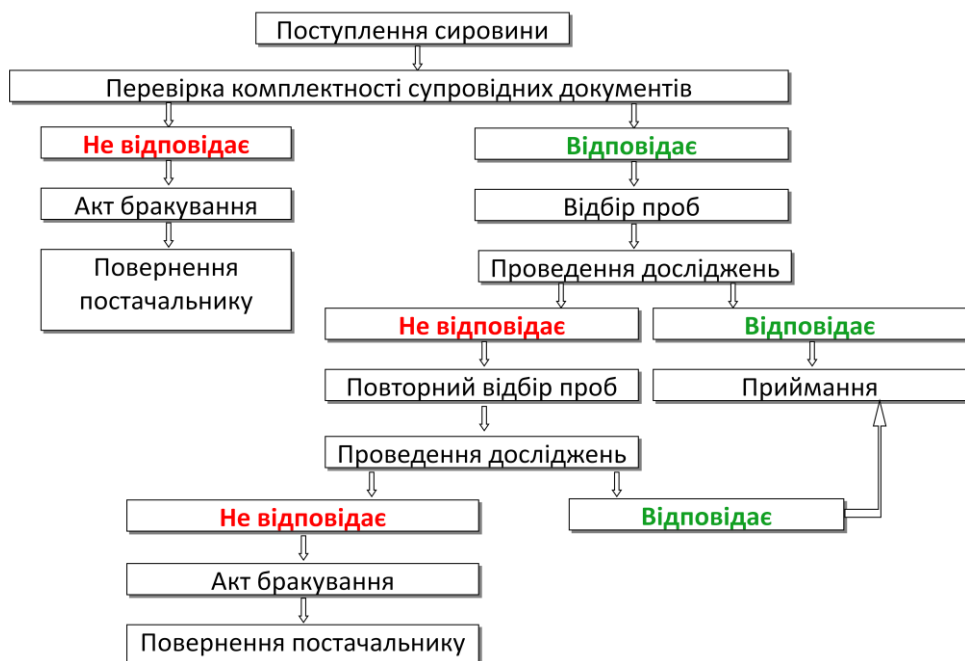 Поступлення сировини
Перевірка комплектності супровідних документів
Не відповідає
Відповідає
Акт бракування
Відбір проб
Повернення
постачальнику
Проведення досліджень
Не відповідає
Відповідає
Повторний відбір проб
Приймання
Проведення досліджень
Не відповідає
Відповідає
Акт бракування
Повернення постачальнику